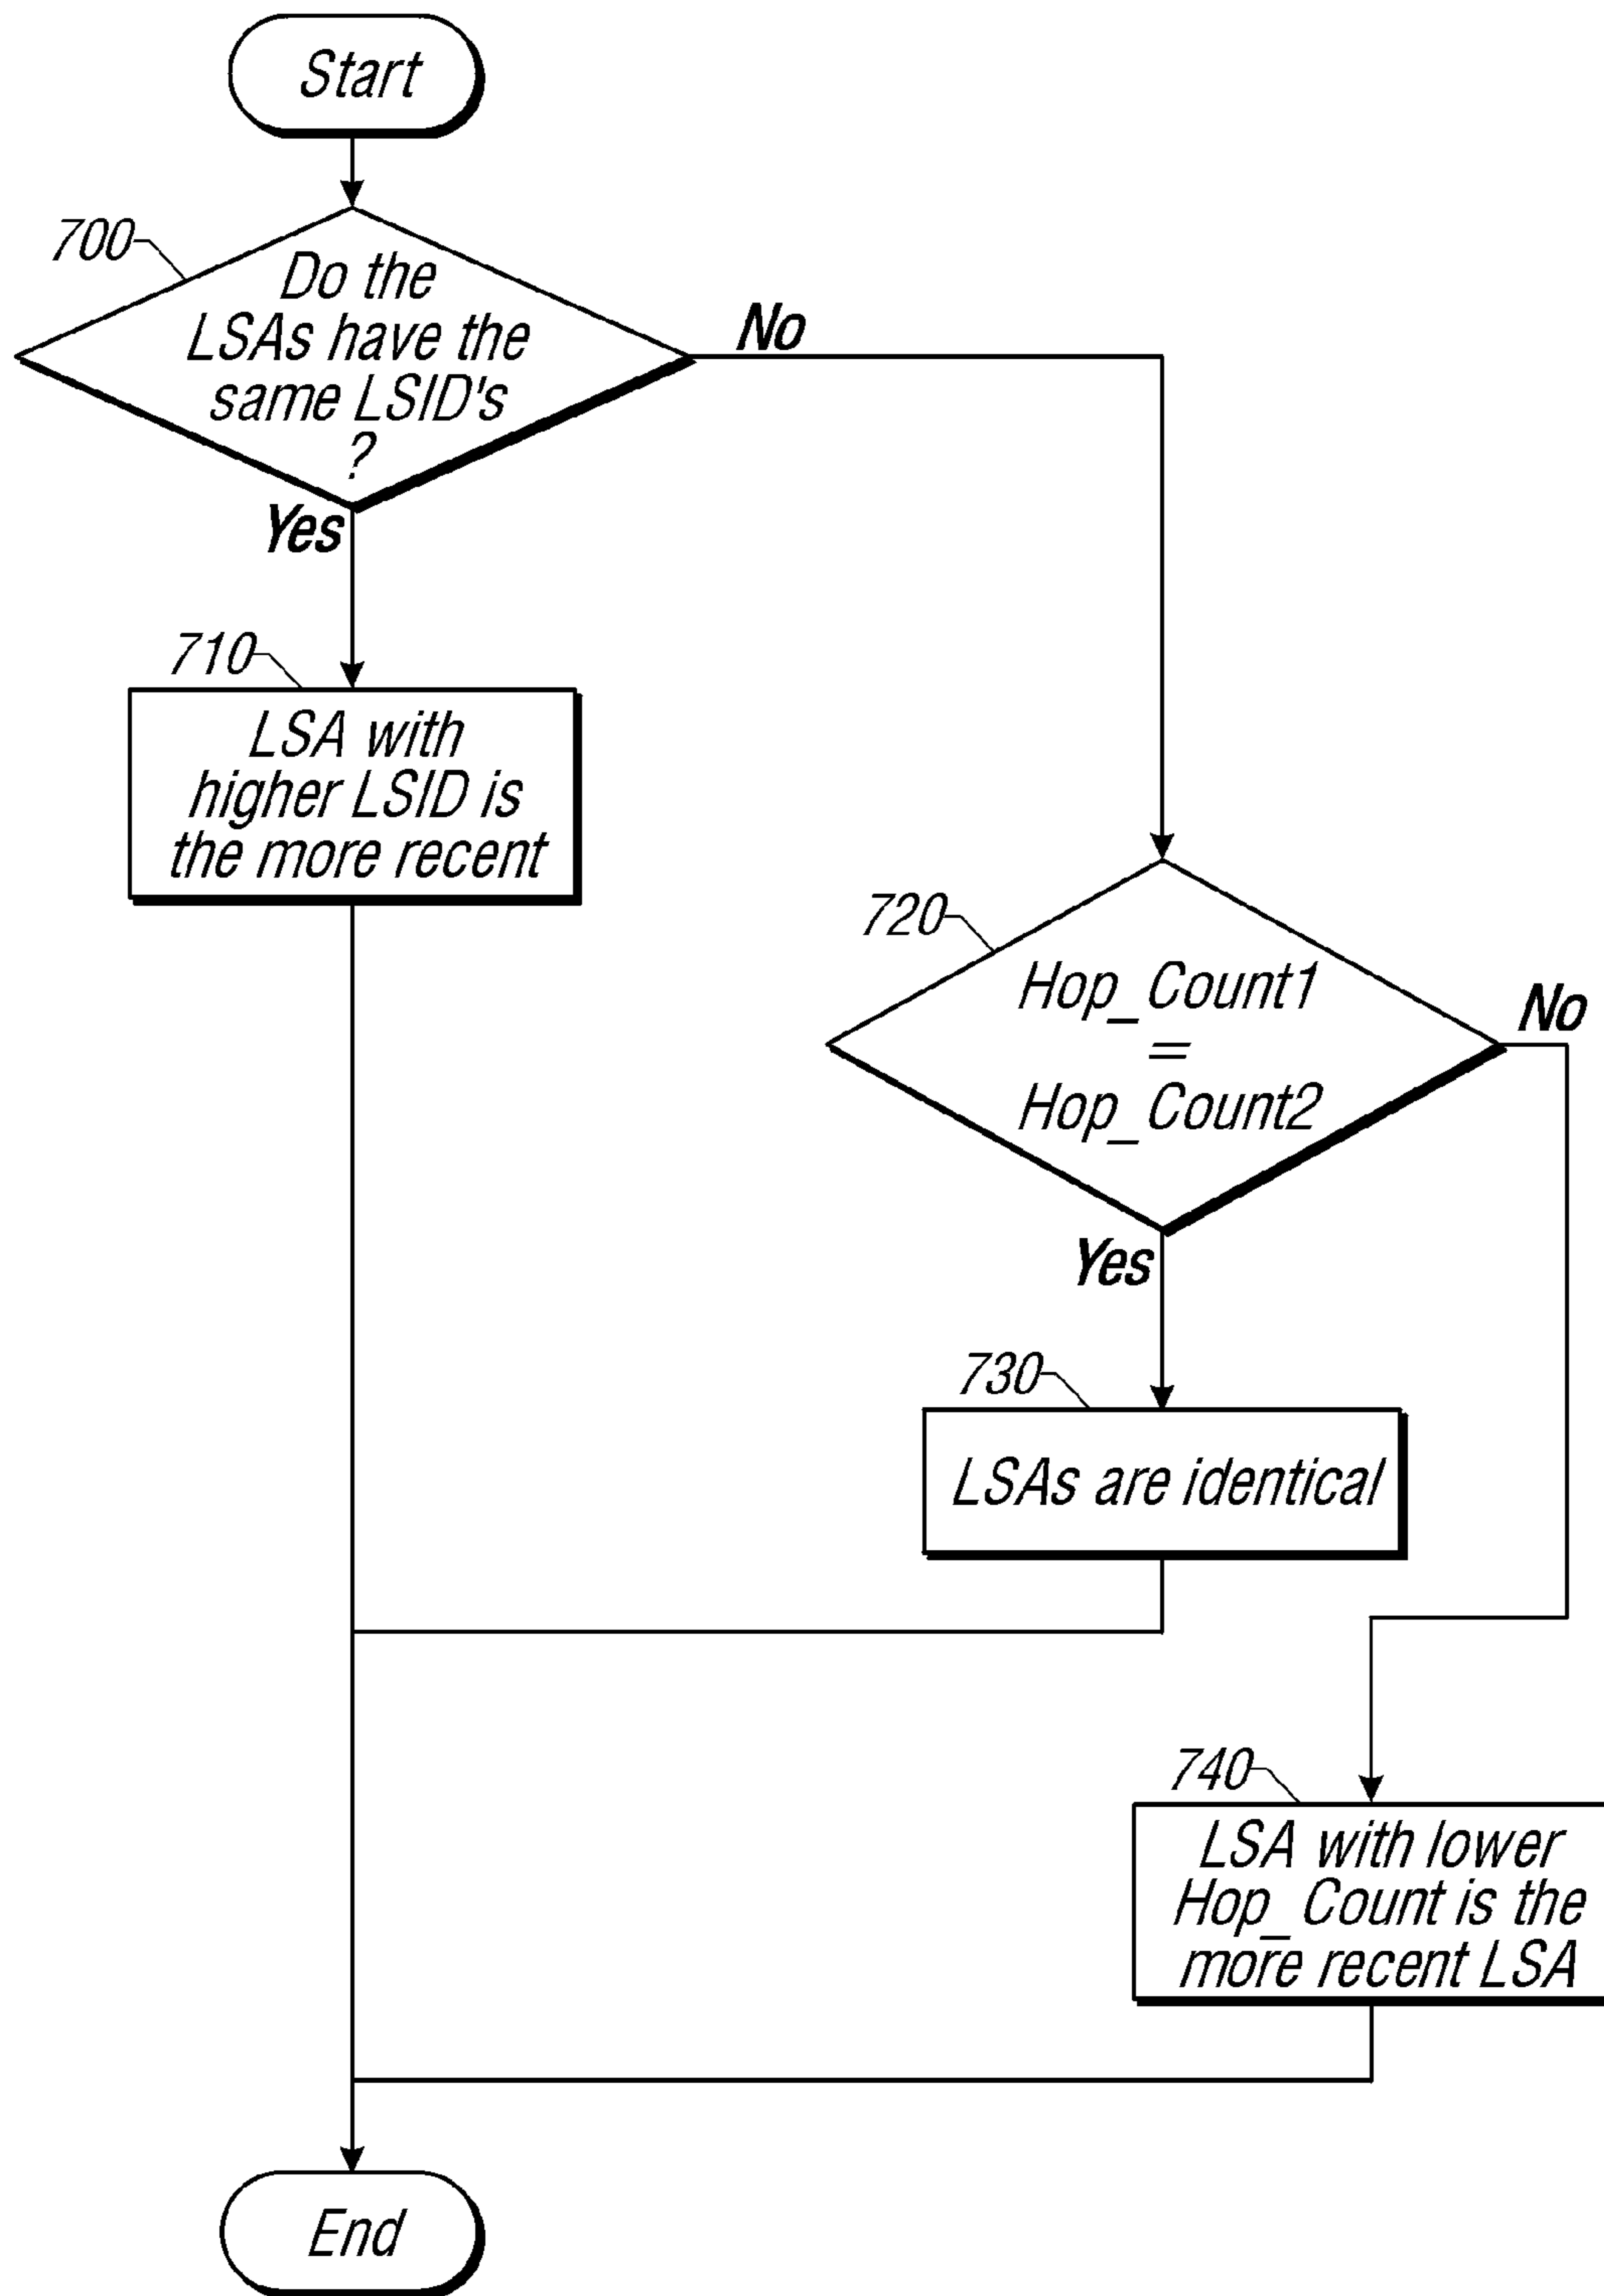 Start
700
Do the
LSAs have the
same LSID's
?
No
Yes
710
LSA with
higher LSID is
the more recent
720
Hop_Count1
=
Hop_Count2
No
Yes
730
LSAs are identical
740
LSA with lower
Hop_Count is the
more recent LSA
End